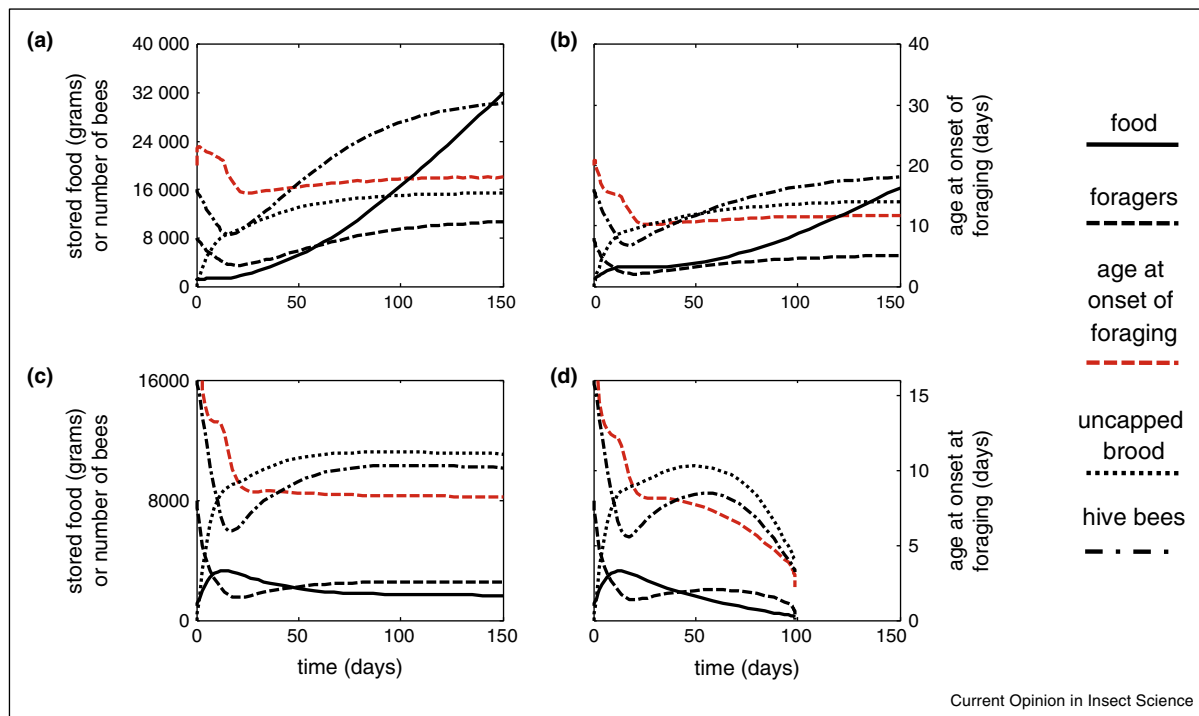 (a)
40 000
32 000
24 000
16 000
8 000
0
stored food (grams)
or number of bees
0
50
100
150
(b)
40
30
20
10
0
age at onset of
foraging (days)
0
50
100
150
(c)
16000
8000
0
stored food (grams)
or number of bees
0
50
100
150
time (days)
(d)
15
10
5
0
age at onset at
foraging (days)
0
50
100
150
time (days)
food
foragers
age at
onset of
foraging
uncapped
brood
hive bees
Current Opinion in Insect Science